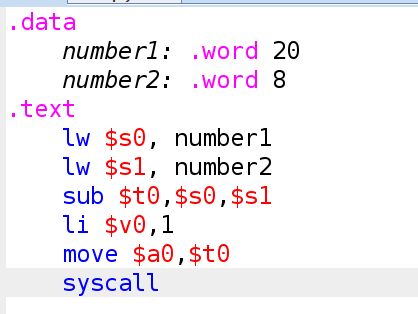 .data
    number1: .word 20
    number2: .word 8
.text
    lw $s0, number1
    lw $s1, number2
    sub $t0,$s0,$s1
    li $v0,1
    move $a0,$t0
    syscall